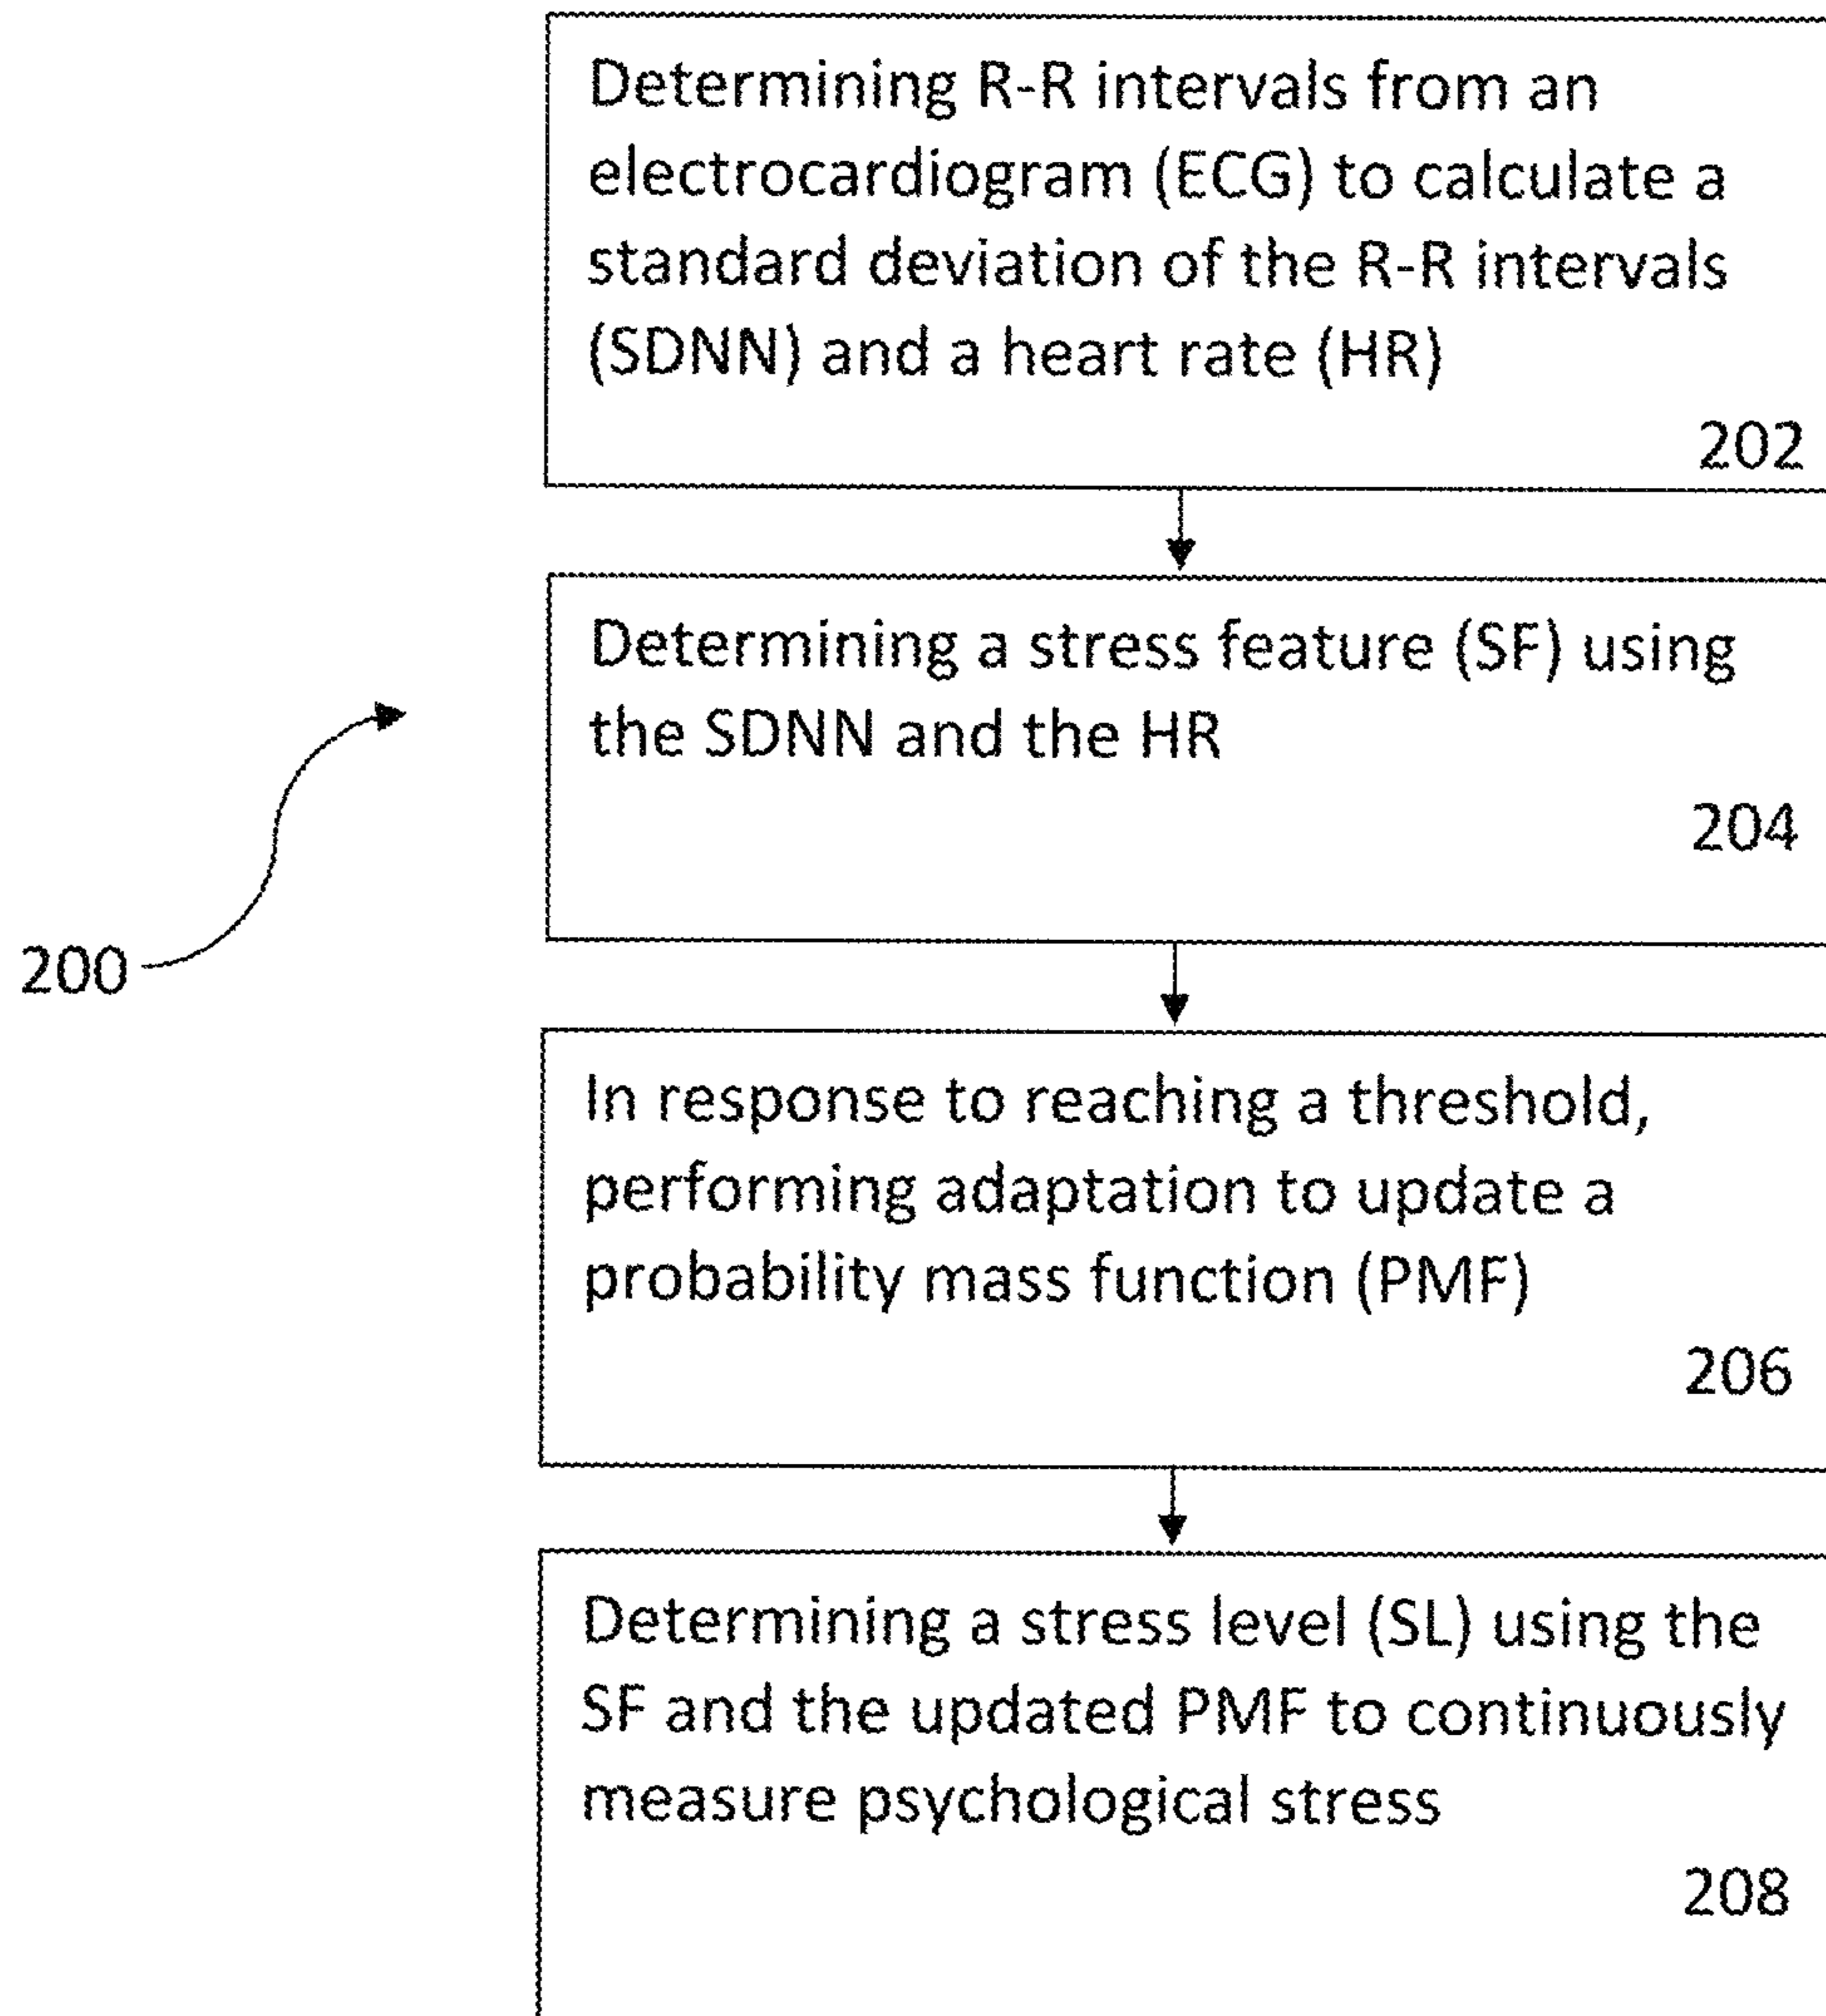 Determining R-R intervals from an
electrocardiogram (ECG) to calculate a
standard deviation of the R-R intervals
(SDNN) and a heart rate (HR)
202
Determining a stress feature (SF) using
the SDNN and the HR
204
200
In response to reaching a threshold,
performing adaptation to update a
probability mass function (PMF)
206
Determining a stress level (SL) using the
SF and the updated PMF to continuously
measure psychological stress
208